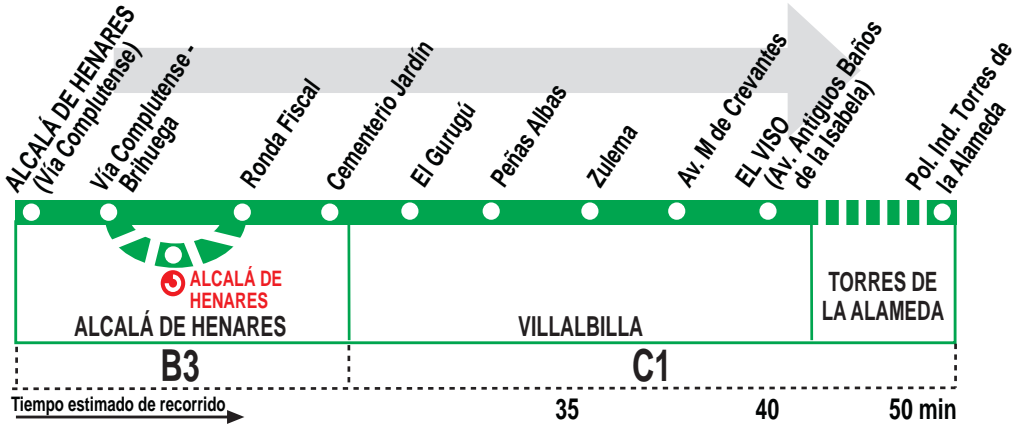 ALCALÁ DE HENARES
(Vía Complutense)
Vía Complutense -
Brihuega
Ronda Fiscal
Cementerio Jardín
El Gurugú
Peñas Albas
Zulema
Av. M de Crevantes
EL VISO
(Av. Antiguos Baños
de la Isabela)
Pol. Ind. Torres de
la Alameda
ALCALÁ DE
HENARES
ALCALÁ DE HENARES
VILLALBILLA
TORRES DE
LA ALAMEDA
B3
C1
Tiempo estimado de recorrido
35
40
50 min